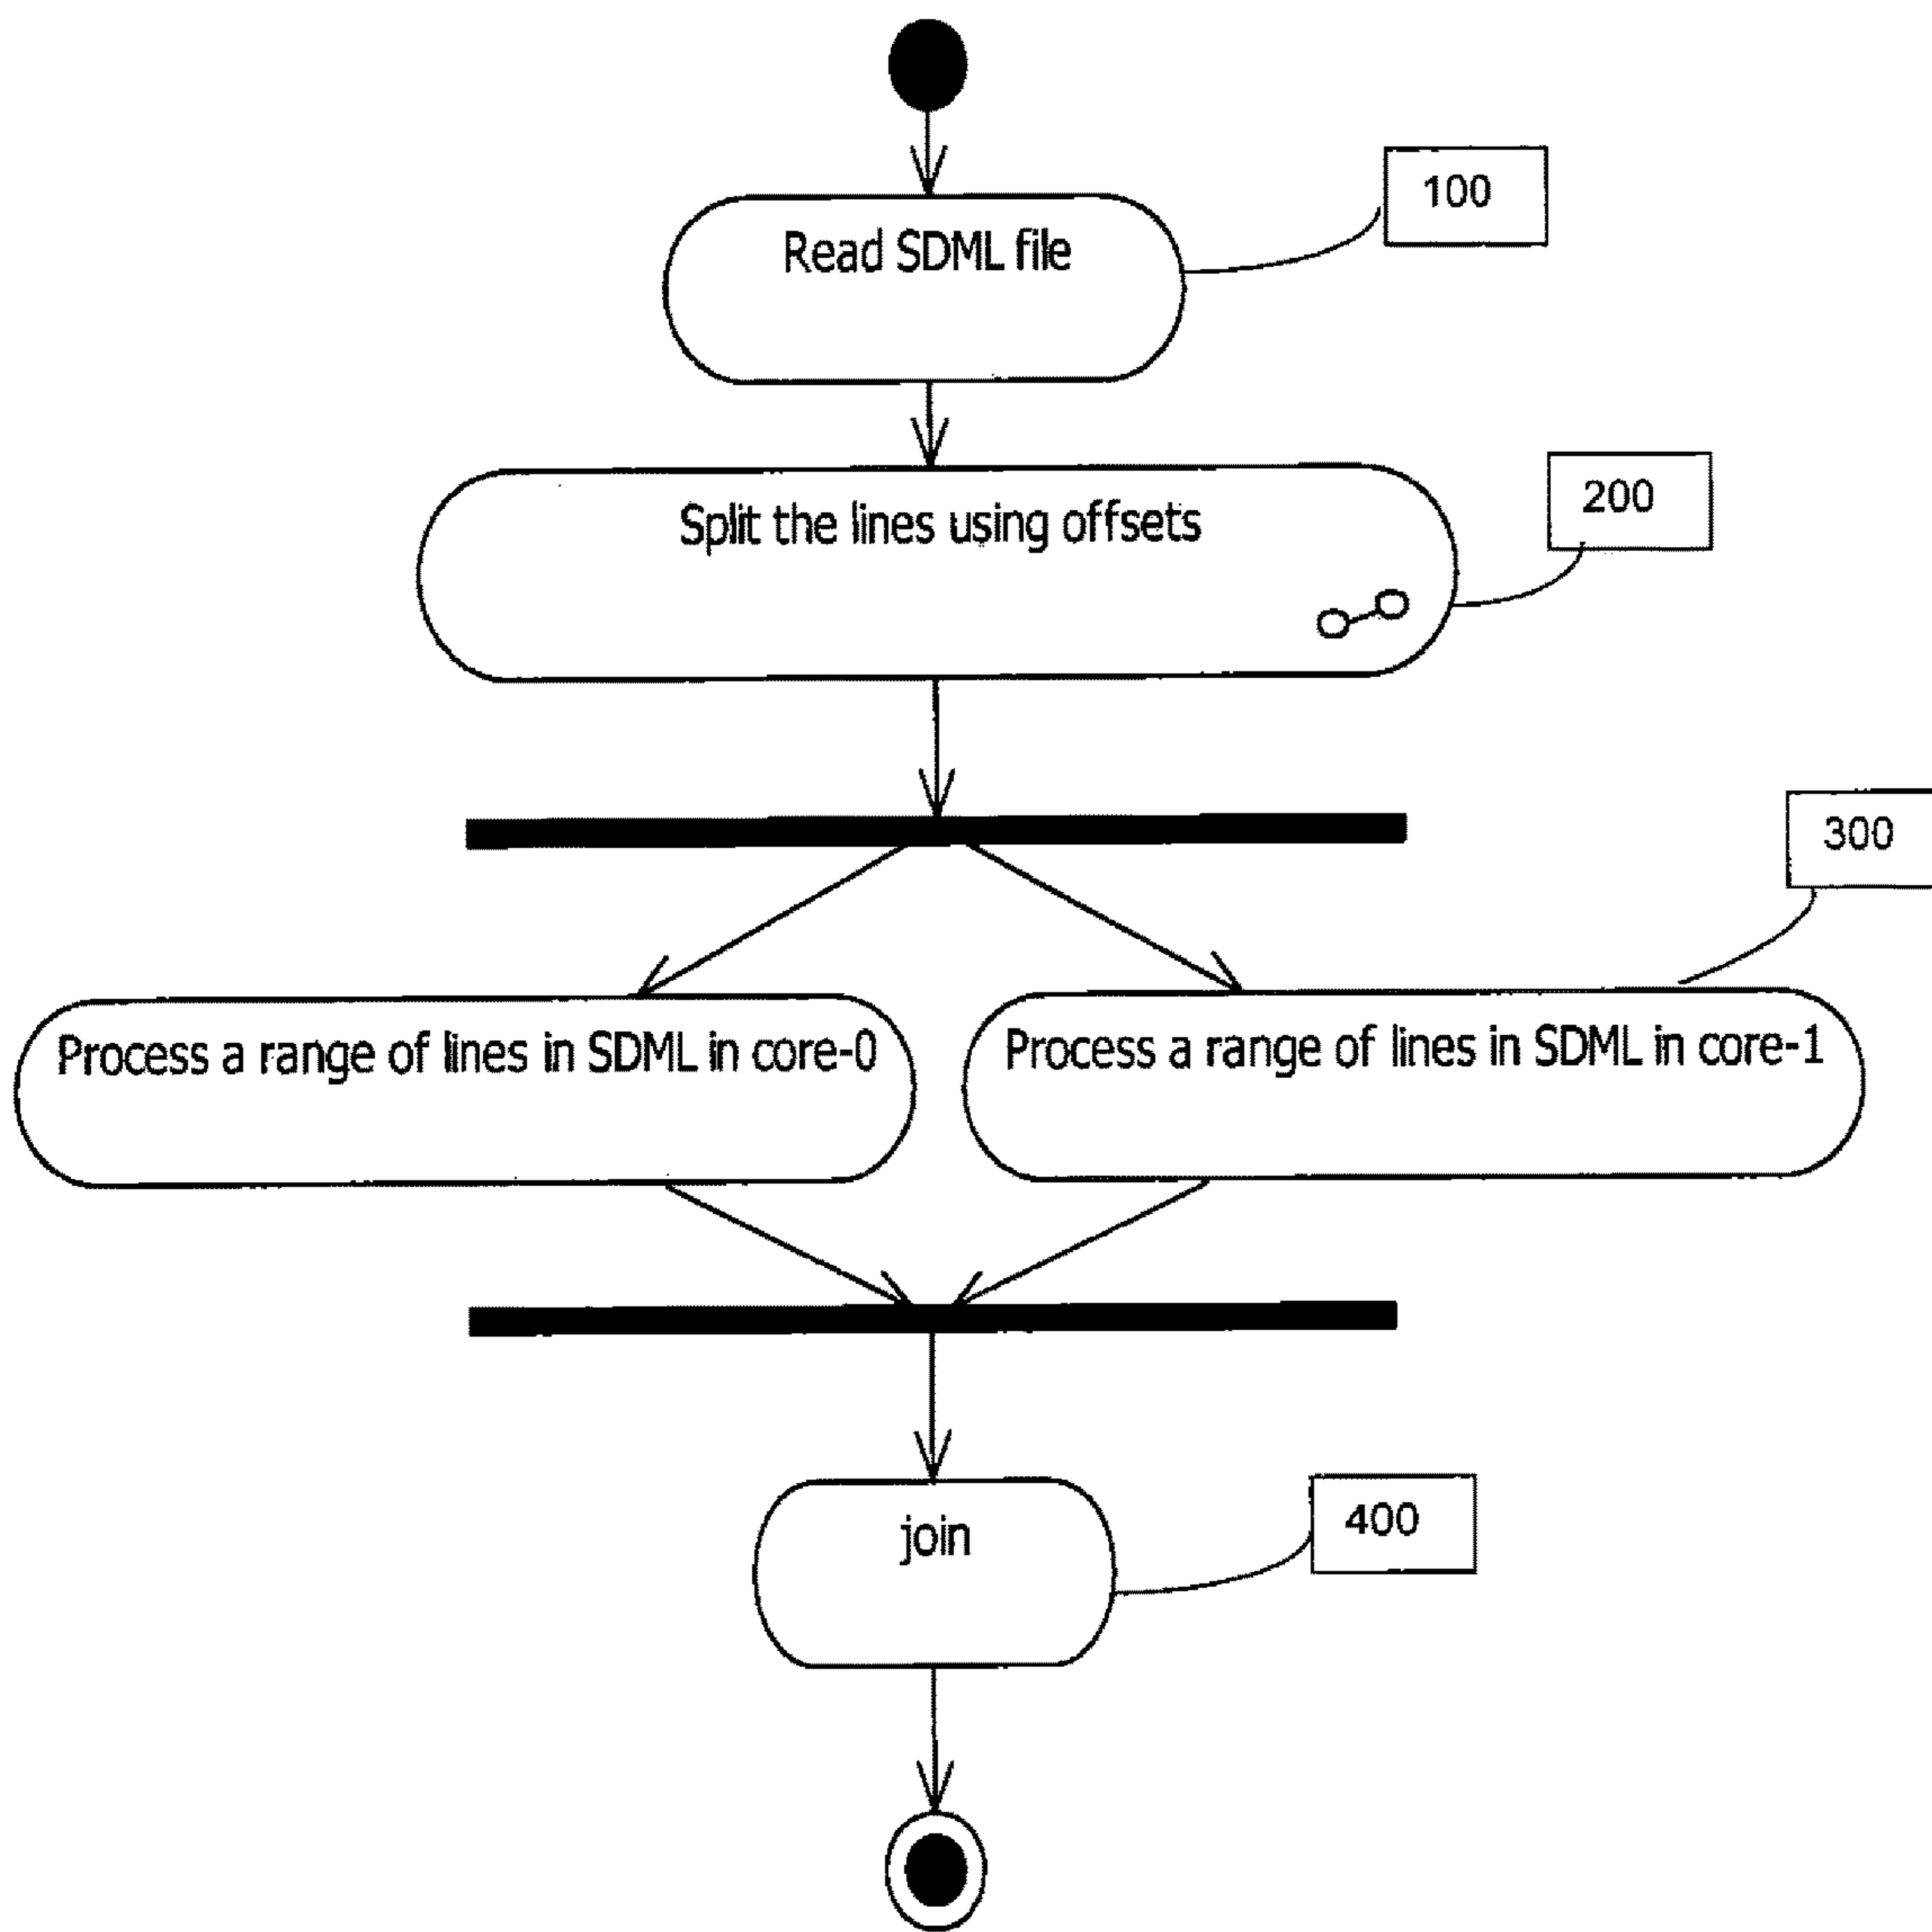 100
Read SDML file
200
Split the lines using offsets
300
Process a range of lines in SDML in core-0
Process a range of lines in SDML in core-1
400
join